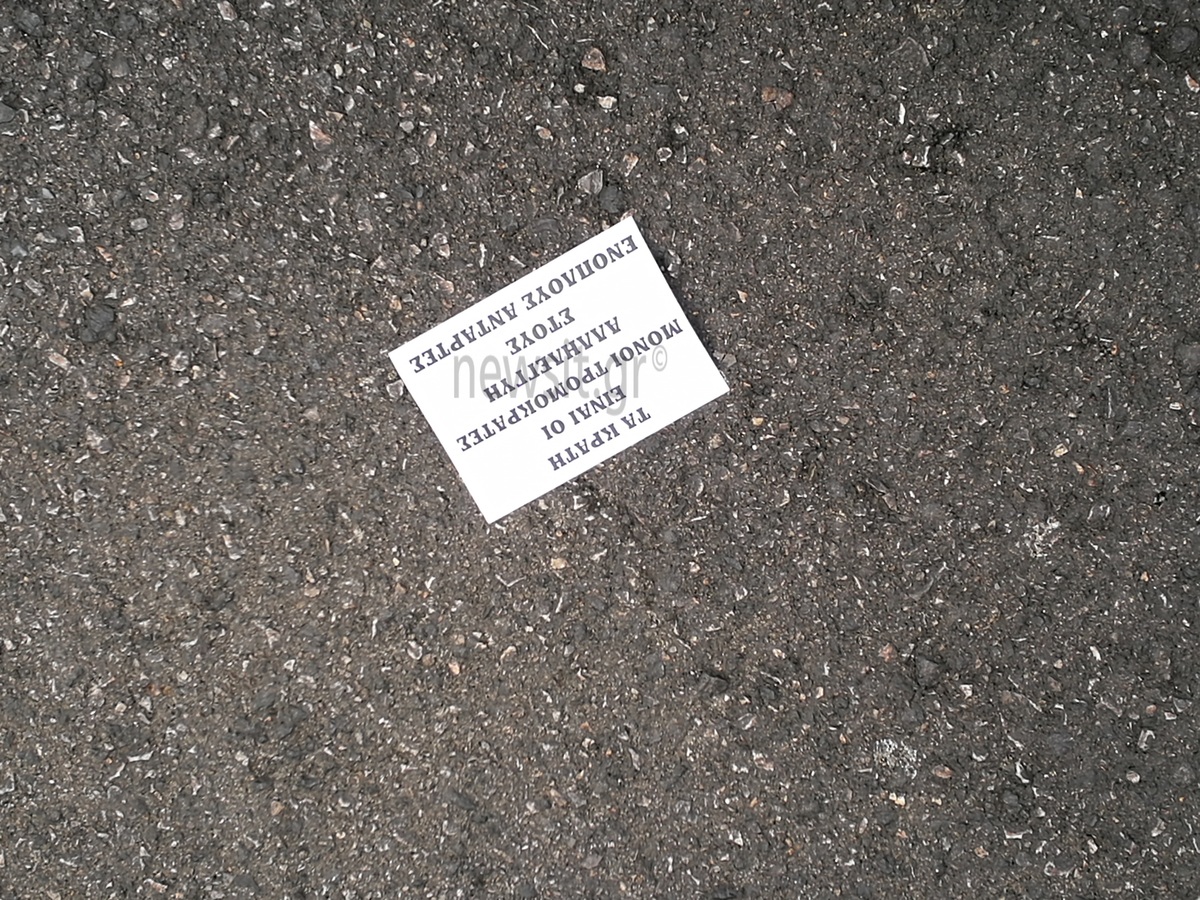 ΤΑ ΚΡΑΤΗ
ΕΙΝΑΙ ΟΙ
ΜΟΝΟΙ ΤΡΟΜΟΚΡΑΤΕΣ
ΑΛΛΗΛΕΓΓΥΗ
ΣΤΟΥΣ
ΕΝΟΠΛΟΥΣ ΑΝΤΑΡΤΕΣ
newsit.gr©